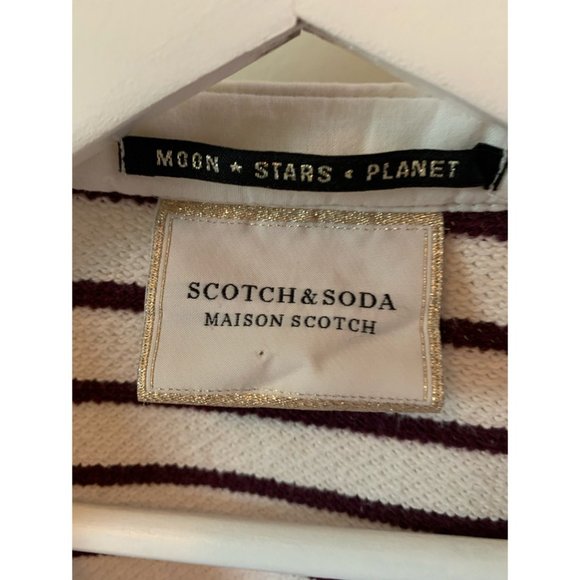 MOON ★ STARS ☾ PLANET
SCOTCH & SODA
MAISON SCOTCH